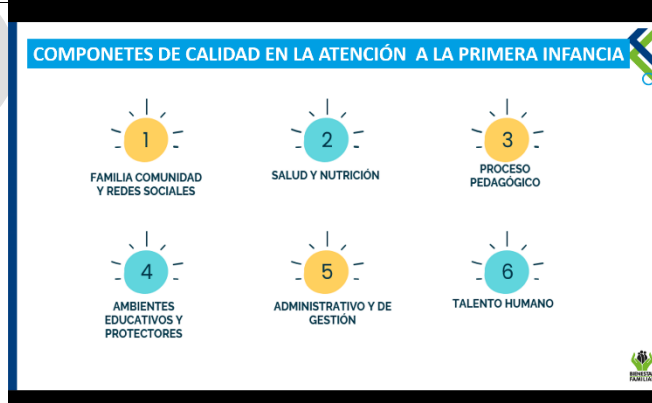 COMPONETES DE CALIDAD EN LA ATENCIÓN A LA PRIMERA INFANCIA
1
FAMILIA COMUNIDAD
Y REDES SOCIALES
2
SALUD Y NUTRICIÓN
3
PROCESO
PEDAGÓGICO
4
AMBIENTES
EDUCATIVOS Y
PROTECTORES
5
ADMINISTRATIVO Y DE
GESTIÓN
6
TALENTO HUMANO